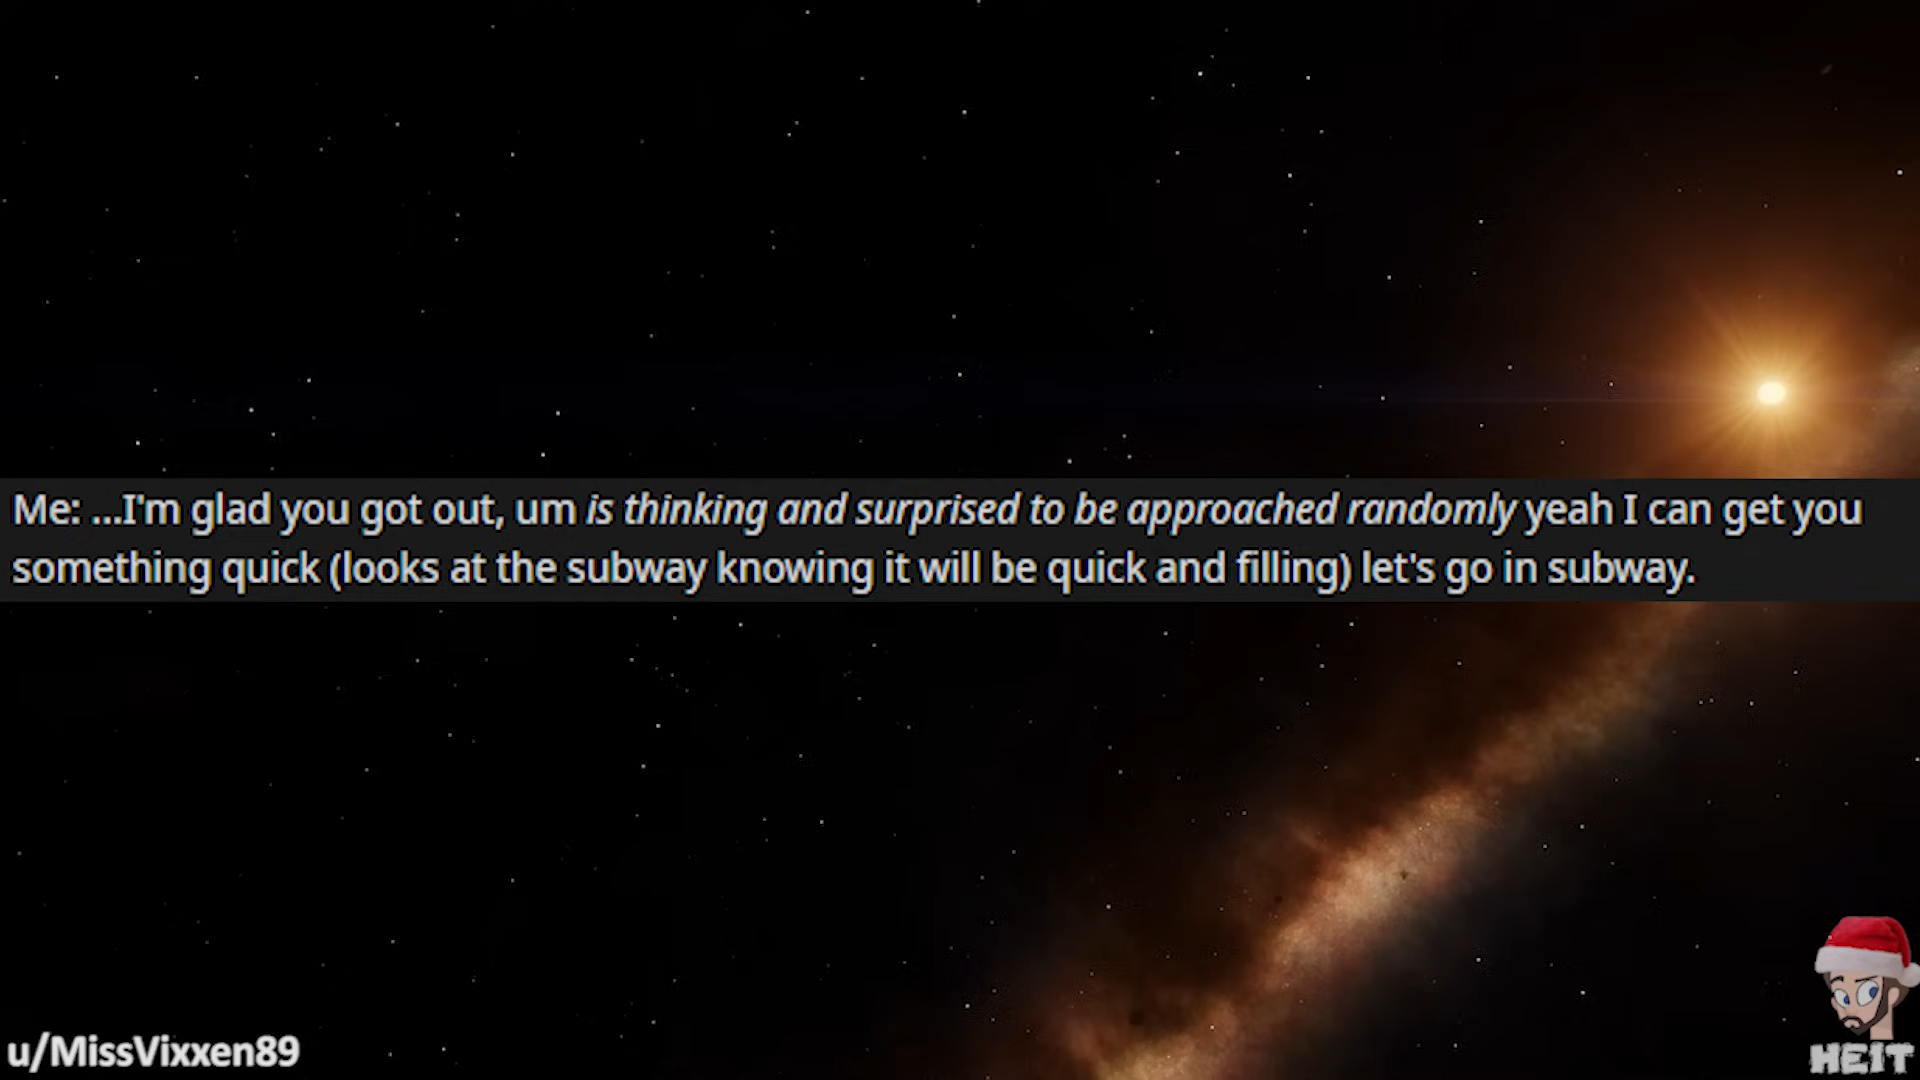 Me: ...I'm glad you got out, um is thinking and surprised to be approached randomly yeah I can get you
something quick (looks at the subway knowing it will be quick and filling) let's go in subway.
u/MissVixxen89
HEIT